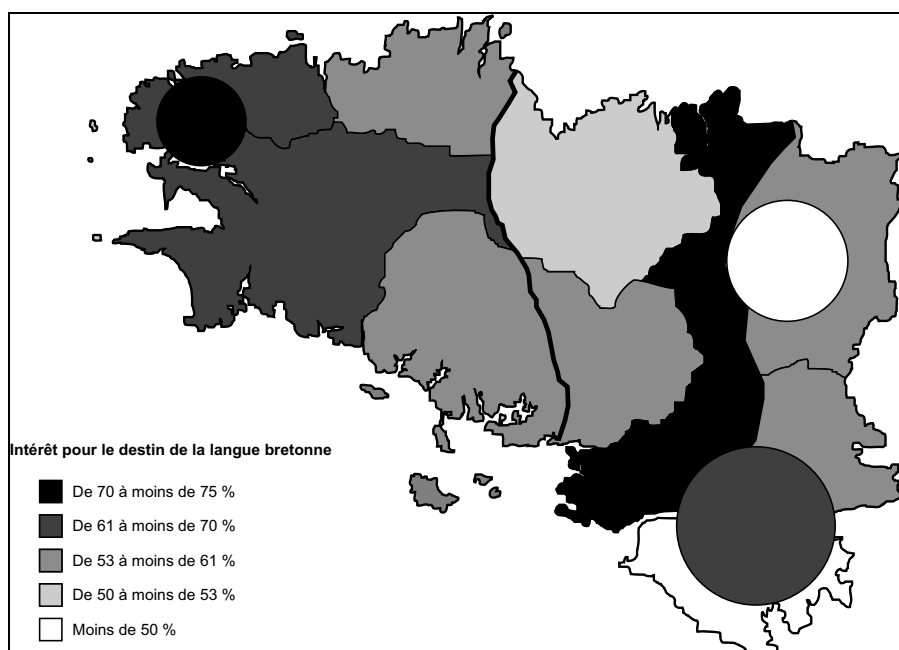 Intérêt pour le destin de la langue bretonne
De 70 à moins de 75 %
De 61 à moins de 70 %
De 53 à moins de 61 %
De 50 à moins de 53 %
Moins de 50 %